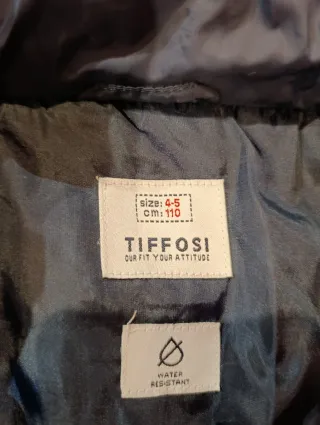 size: 4-5
cm: 110
TIFFOSI
OUR FIT YOUR ATTITUDE
WATER
RESISTANT